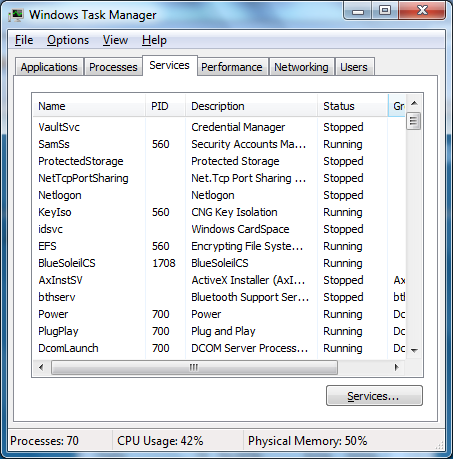 Windows Task Manager
File Options View Help
Applications Processes Services Performance Networking Users
Name PID Description Status Gr
VaultSvc Credential Manager Stopped
SamSs 560 Security Accounts Ma... Running
ProtectedStorage Protected Storage Stopped
NetTcpPortSharing Net.Tcp Port Sharing ... Stopped
Netlogon Netlogon Stopped
KeyIso 560 CNG Key Isolation Running
idsvc Windows CardSpace Stopped
EFS 560 Encrypting File Syste... Running
BlueSoleilCS 1708 BlueSoleilCS Running
AxInstSV ActiveX Installer (AxI... Stopped Ax
bthserv Bluetooth Support Ser... Stopped bth
Power 700 Power Running Dc
PlugPlay 700 Plug and Play Running Dc
DcomLaunch 700 DCOM Server Process... Running Dc
Services...
Processes: 70 CPU Usage: 42% Physical Memory: 50%